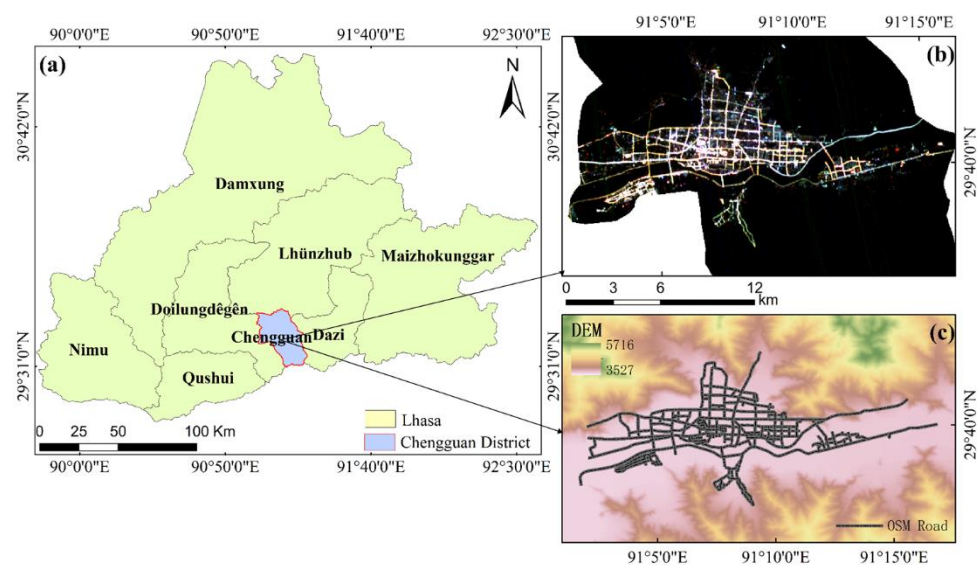 90°0'0"E 90°50'0"E 91°40'0"E 92°30'0"E
(a)
N
30°42'0"N
29°31'0"N
Damxung
Lhünzhub
Maizhokunggar
Doilungdêgên
Chengguan
Dazi
Nimu
Qushui
Lhasa
Chengguan District
0 25 50 100 Km
90°0'0"E 90°50'0"E 91°40'0"E 92°30'0"E
91°5'0"E 91°10'0"E 91°15'0"E
(b)
30°42'0"N
29°40'0"N
29°31'0"N
0 3 6 12
km
DEM
5716
3527
(c)
29°40'0"N
OSM Road
91°5'0"E 91°10'0"E 91°15'0"E